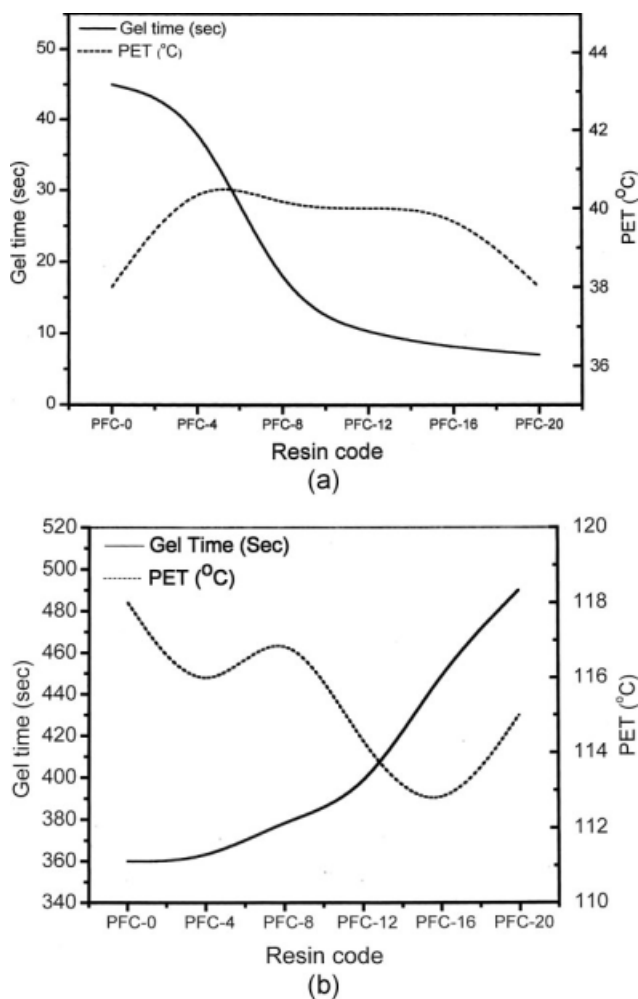 Gel time (sec)
PET (°C)
50
40
30
20
10
0
Gel time (sec)
44
42
40
38
36
PET (°C)
PFC-0 PFC-4 PFC-8 PFC-12 PFC-16 PFC-20
Resin code
(a)
Gel Time (Sec)
PET (°C)
520
500
480
460
440
420
400
380
360
340
Gel time (sec)
120
118
116
114
112
110
PET (°C)
PFC-0 PFC-4 PFC-8 PFC-12 PFC-16 PFC-20
Resin code
(b)